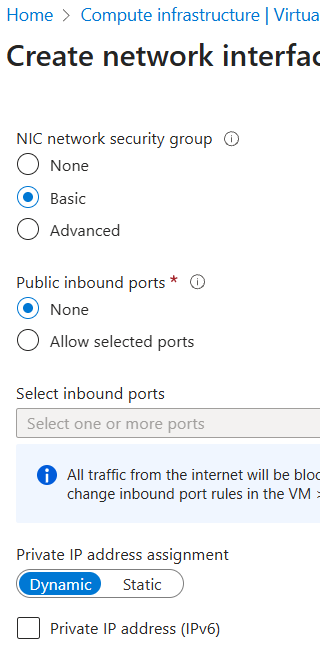 Home > Compute infrastructure | Virtua
Create network interfac
NIC network security group
None
Basic
Advanced
Public inbound ports *
None
Allow selected ports
Select inbound ports
Select one or more ports
All traffic from the internet will be bloc
change inbound port rules in the VM >
Private IP address assignment
Dynamic Static
Private IP address (IPv6)